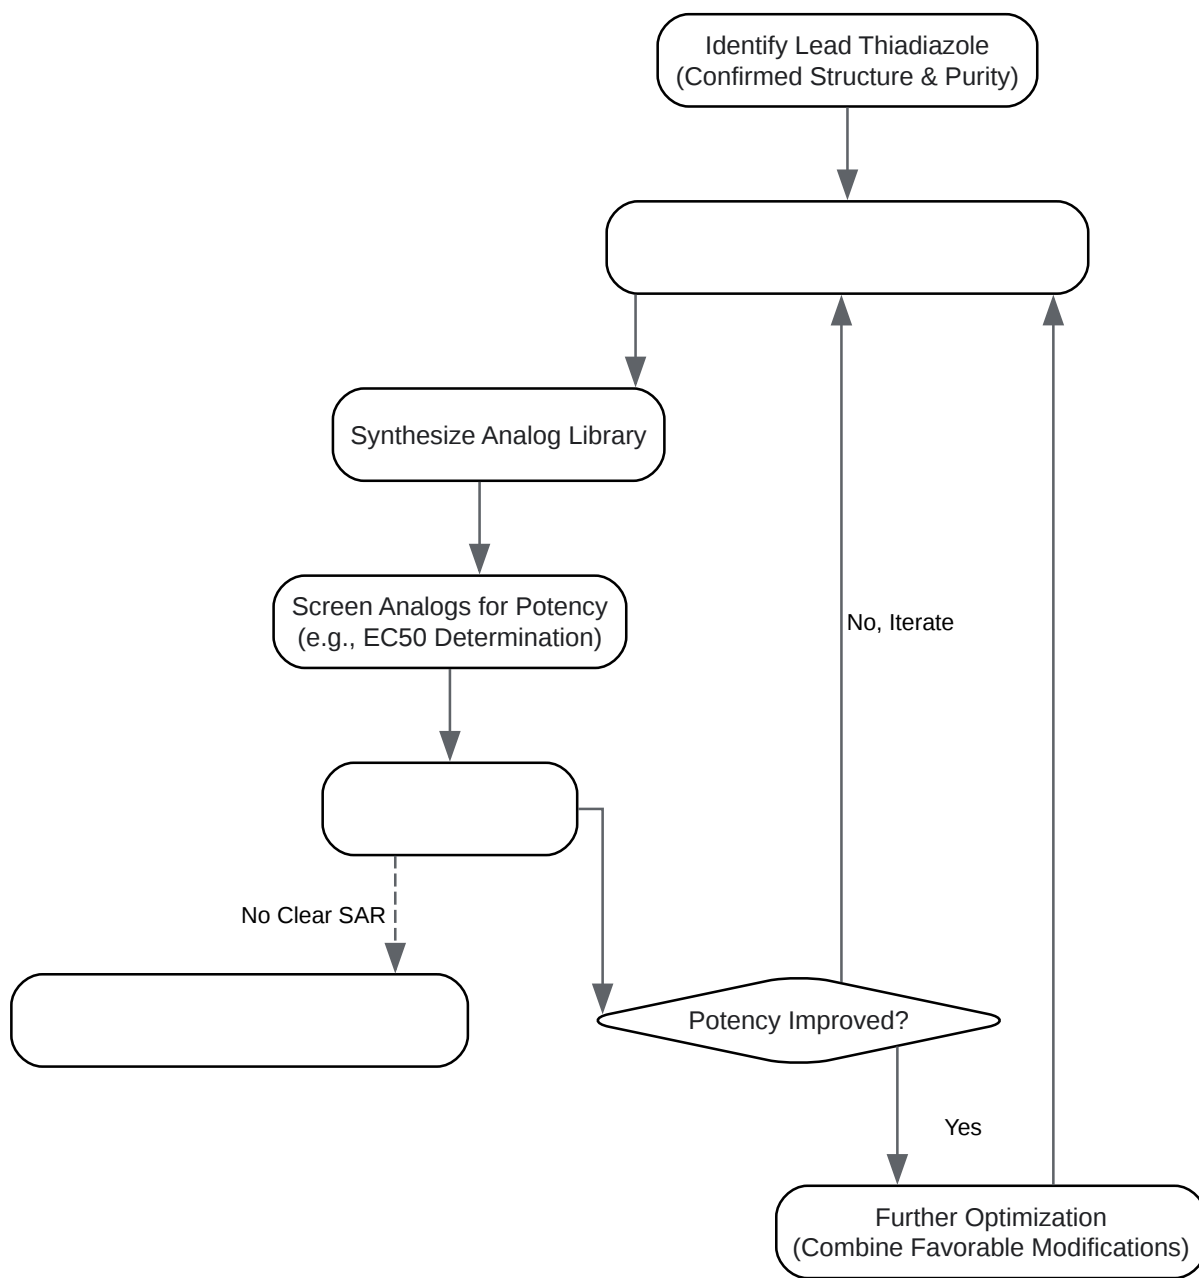 Identify Lead Thiadiazole
(Confirmed Structure & Purity)
Synthesize Analog Library
Screen Analogs for Potency
(e.g., EC50 Determination)
No, Iterate
No Clear SAR
Potency Improved?
Yes
Further Optimization
(Combine Favorable Modifications)